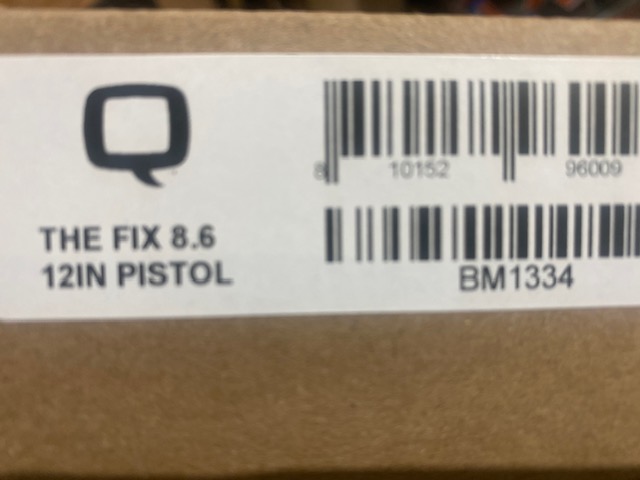 Q
THE FIX 8.6
12IN PISTOL
8 10152 96009
BM1334